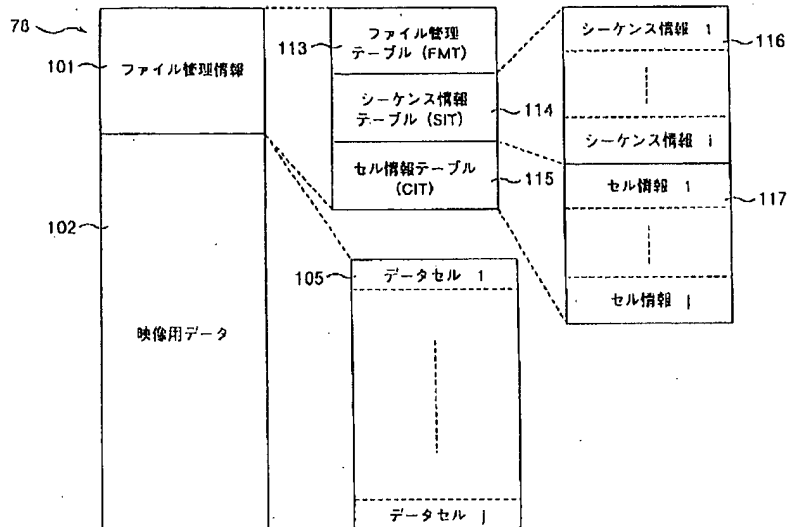 78
101
ファイル管理情報
102
映像用データ
113
ファイル管理
テーブル (FMT)
シーケンス情報
テーブル (SIT)
114
セル情報テーブル
(CIT)
115
シーケンス情報 1
116
シーケンス情報 i
セル情報 1
117
セル情報 j
105
データセル 1
データセル j